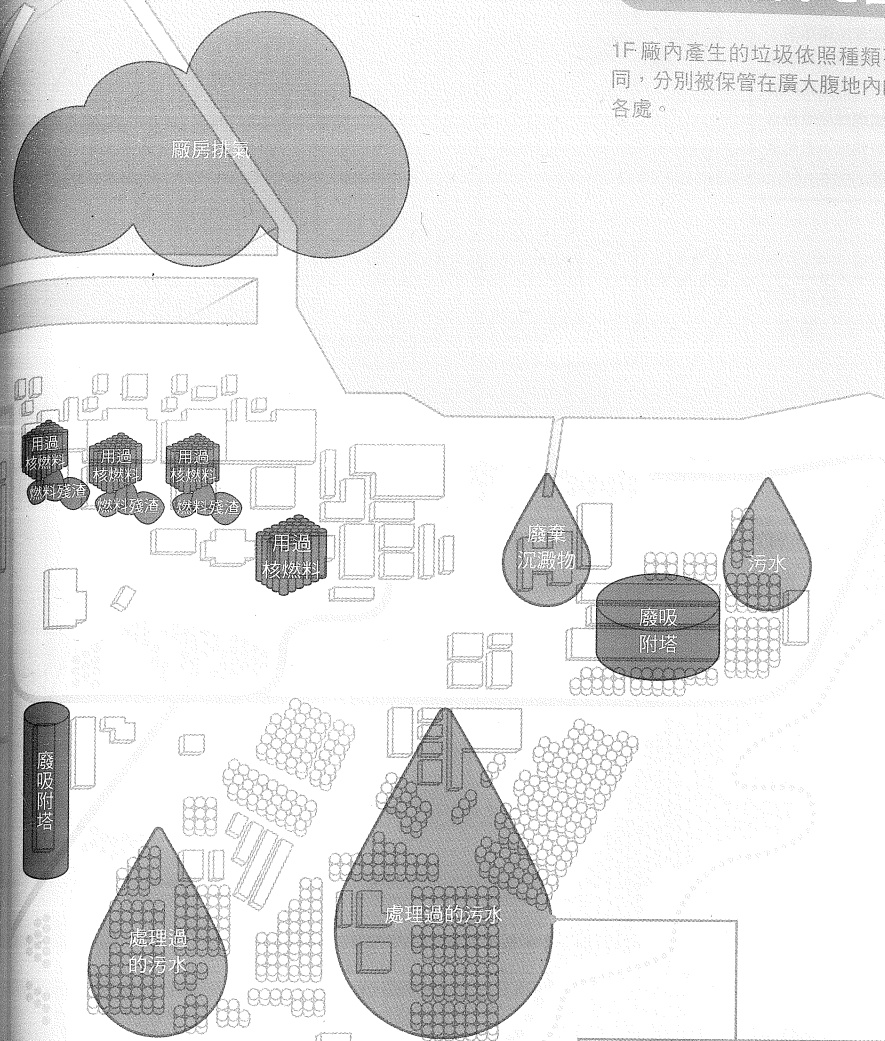 1F 廠內產生的垃圾依照種類
同，分別被保管在廣大腹地內
各處。
廠房排氣
用過
核燃料
燃料殘渣
用過
核燃料
燃料殘渣
用過
核燃料
燃料殘渣
用過
核燃料
廢棄
沉澱物
污水
廢吸
附塔
廢吸附塔
處理過
的污水
處理過的污水